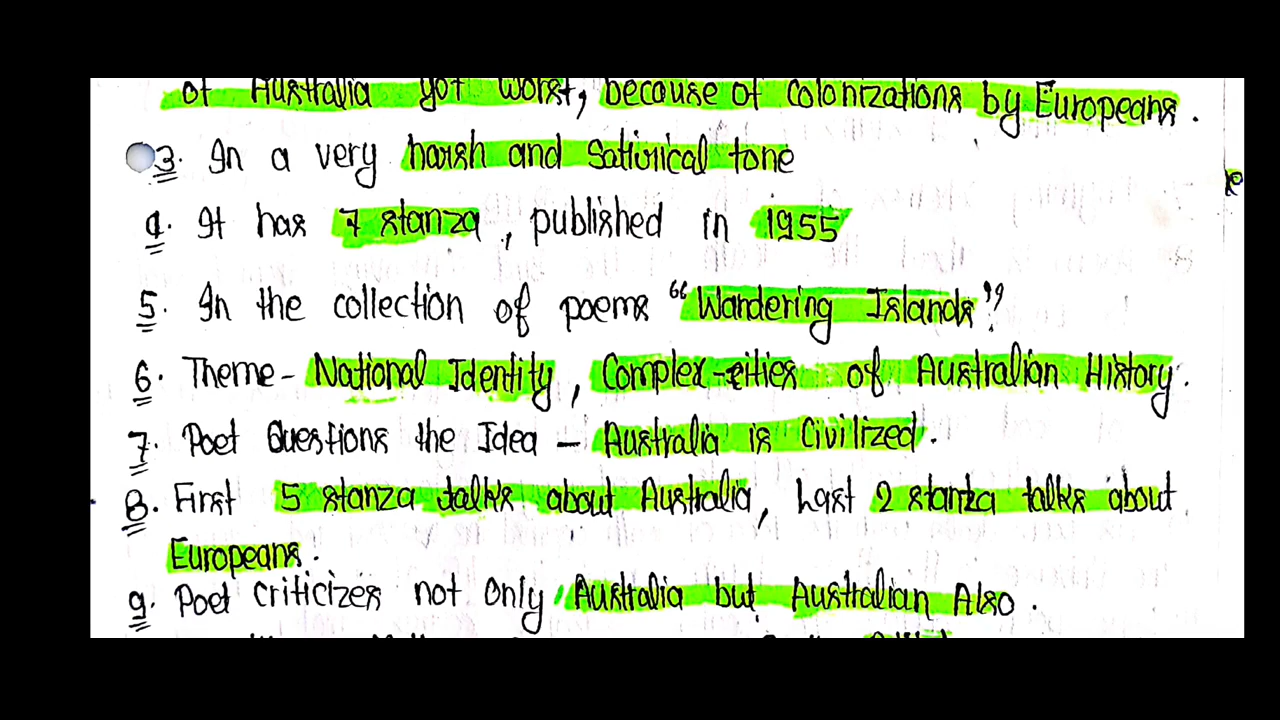 of Australia got worst, because of colonizations by Europeans.
3. In a very harsh and satirical tone
4. It has 7 stanza, published in 1955
5. In the collection of poems "Wandering Islands".
6. Theme - National Identity, Complex-eities of Australian History.
7. Poet Questions the Idea - Australia is Civilized.
8. First 5 stanza talks about Australia, Last 2 stanza talks about
Europeans.
9. Poet criticizes not only Australia but Australian Also.